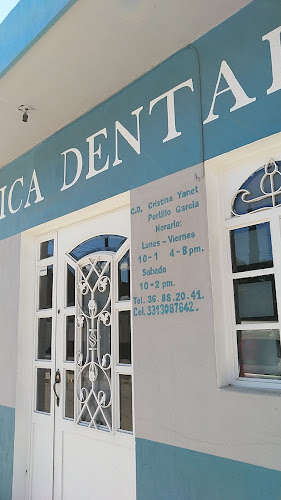 ICA DENTAL
C.D. Cristina Yanet
Portillo Garcia
Horario:
Lunes - Viernes
10 - 1 4 - 8 pm.
Sabado
10 - 2 pm.
Tel. 36.88.20.41.
Cel. 3313087642.